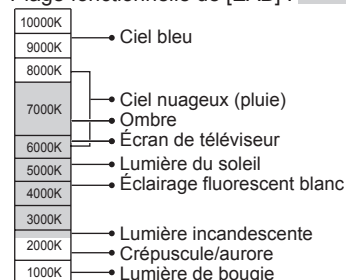 Plage fonctionnelle de [ÄAB] :
10000K
9000K
Ciel bleu
8000K
Ciel nuageux (pluie)
7000K
Ombre
6000K
Écran de téléviseur
5000K
Lumière du soleil
4000K
Éclairage fluorescent blanc
3000K
2000K
Lumière incandescente
Crépuscule/aurore
1000K
Lumière de bougie